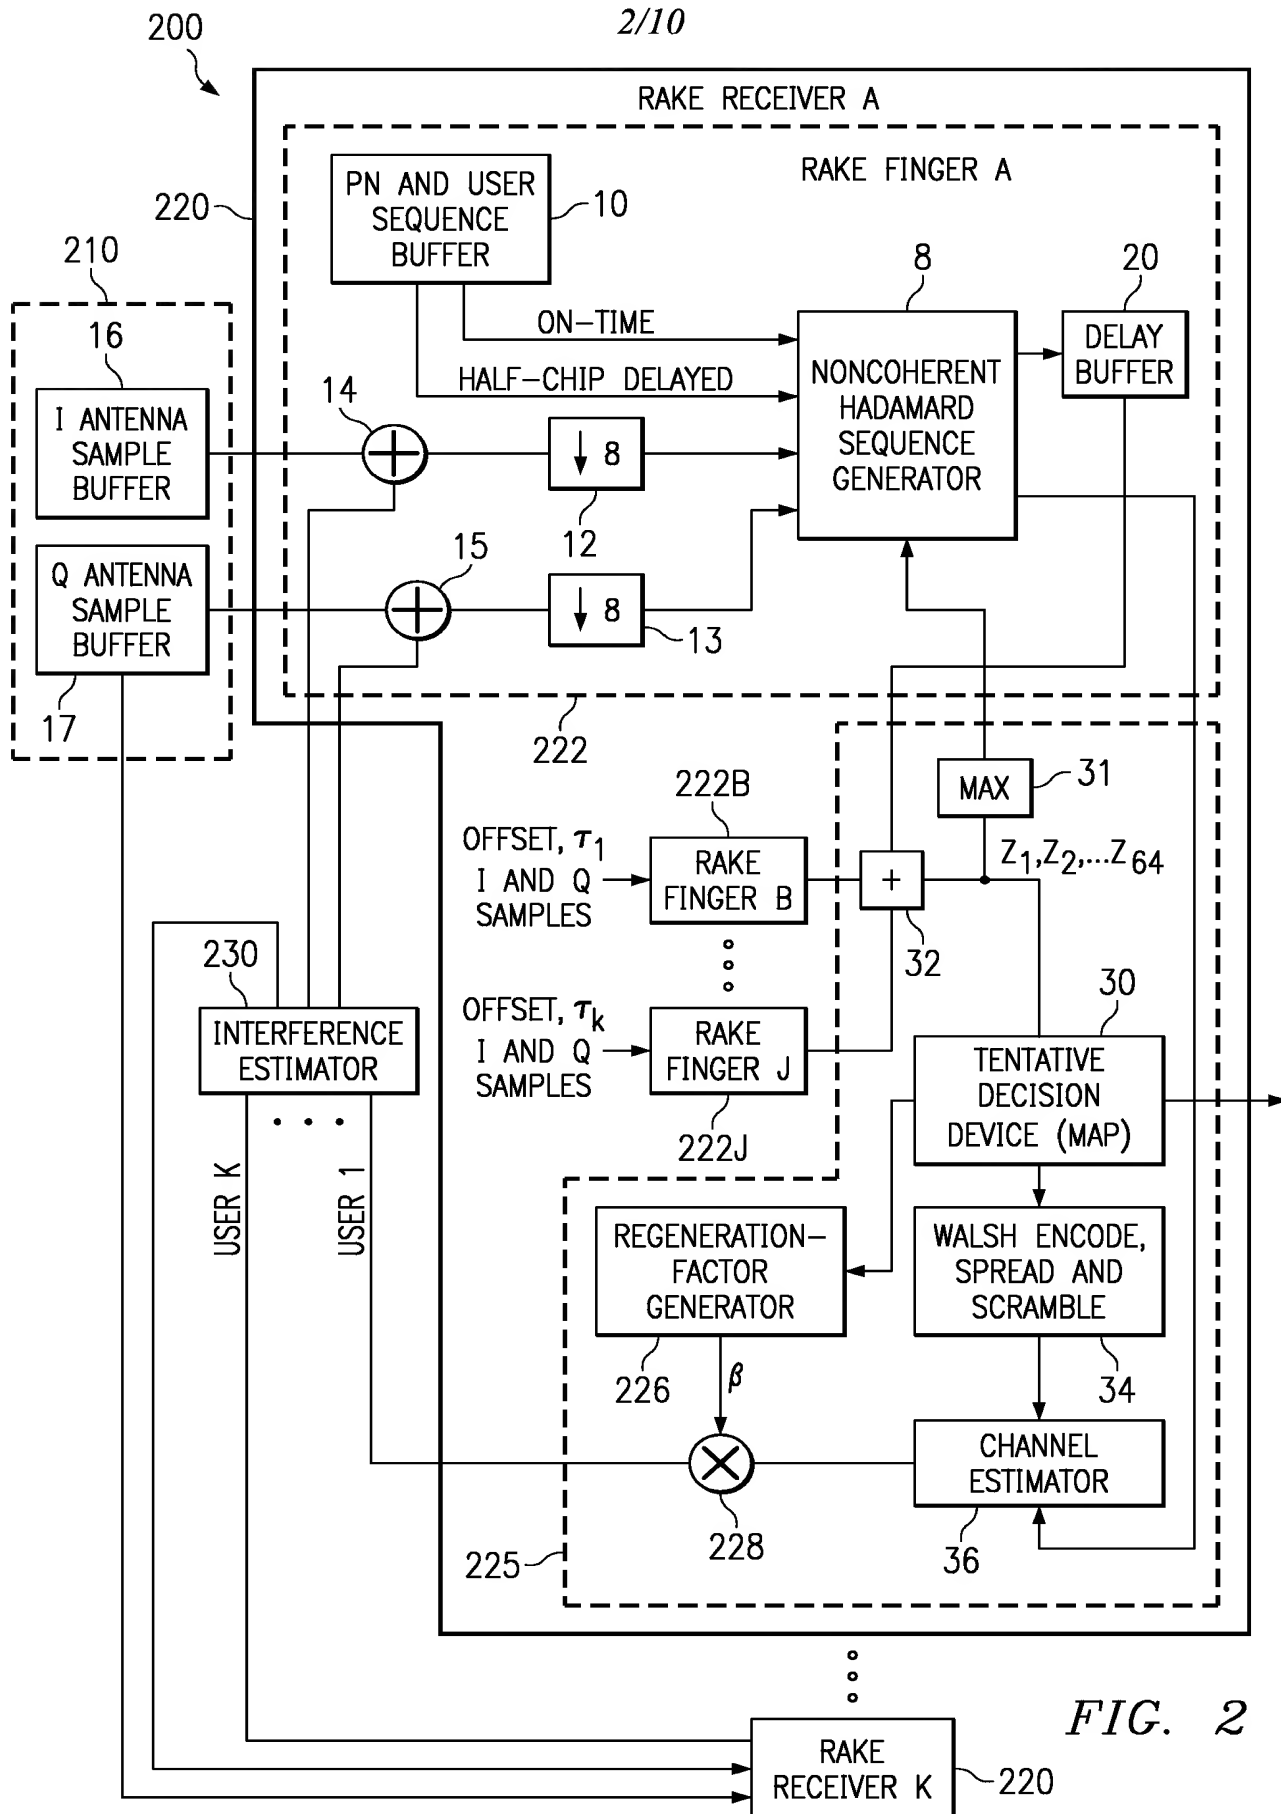 2/10
200
RAKE RECEIVER A
RAKE FINGER A
PN AND USER
SEQUENCE
BUFFER
10
220
210
8
20
16
ON-TIME
DELAY
BUFFER
HALF-CHIP DELAYED
NONCOHERENT
HADAMARD
SEQUENCE
GENERATOR
14
I ANTENNA
SAMPLE
BUFFER
↓ 8
12
15
Q ANTENNA
SAMPLE
BUFFER
↓ 8
13
17
222
MAX
31
222B
OFFSET, τ1
I AND Q
SAMPLES
RAKE
FINGER B
+
Z1,Z2,...Z64
32
230
30
INTERFERENCE
ESTIMATOR
OFFSET, τk
I AND Q
SAMPLES
RAKE
FINGER J
TENTATIVE
DECISION
DEVICE (MAP)
222J
USER K
USER 1
REGENERATION-
FACTOR
GENERATOR
WALSH ENCODE,
SPREAD AND
SCRAMBLE
226
β
34
CHANNEL
ESTIMATOR
228
36
225
RAKE
RECEIVER K
220
FIG. 2